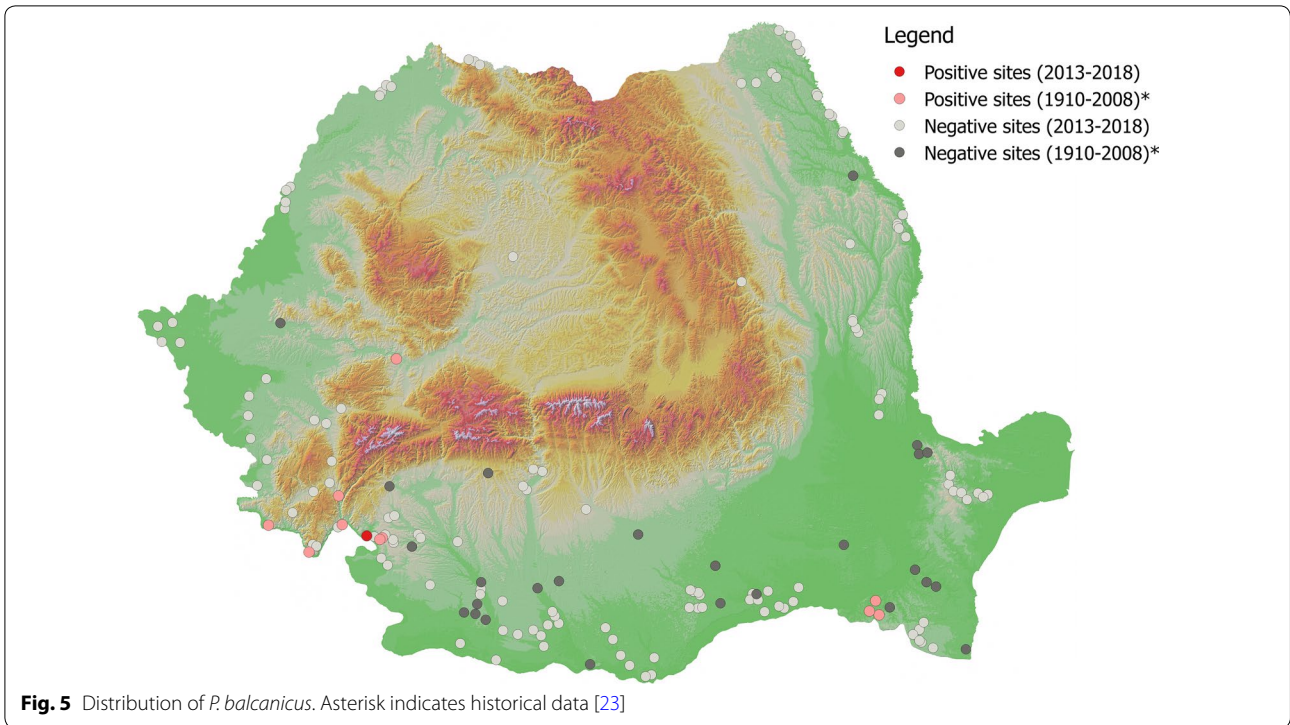 Legend
Positive sites (2013-2018)
Positive sites (1910-2008)*
Negative sites (2013-2018)
Negative sites (1910-2008)*
Fig. 5 Distribution of P. balcanicus. Asterisk indicates historical data [23]